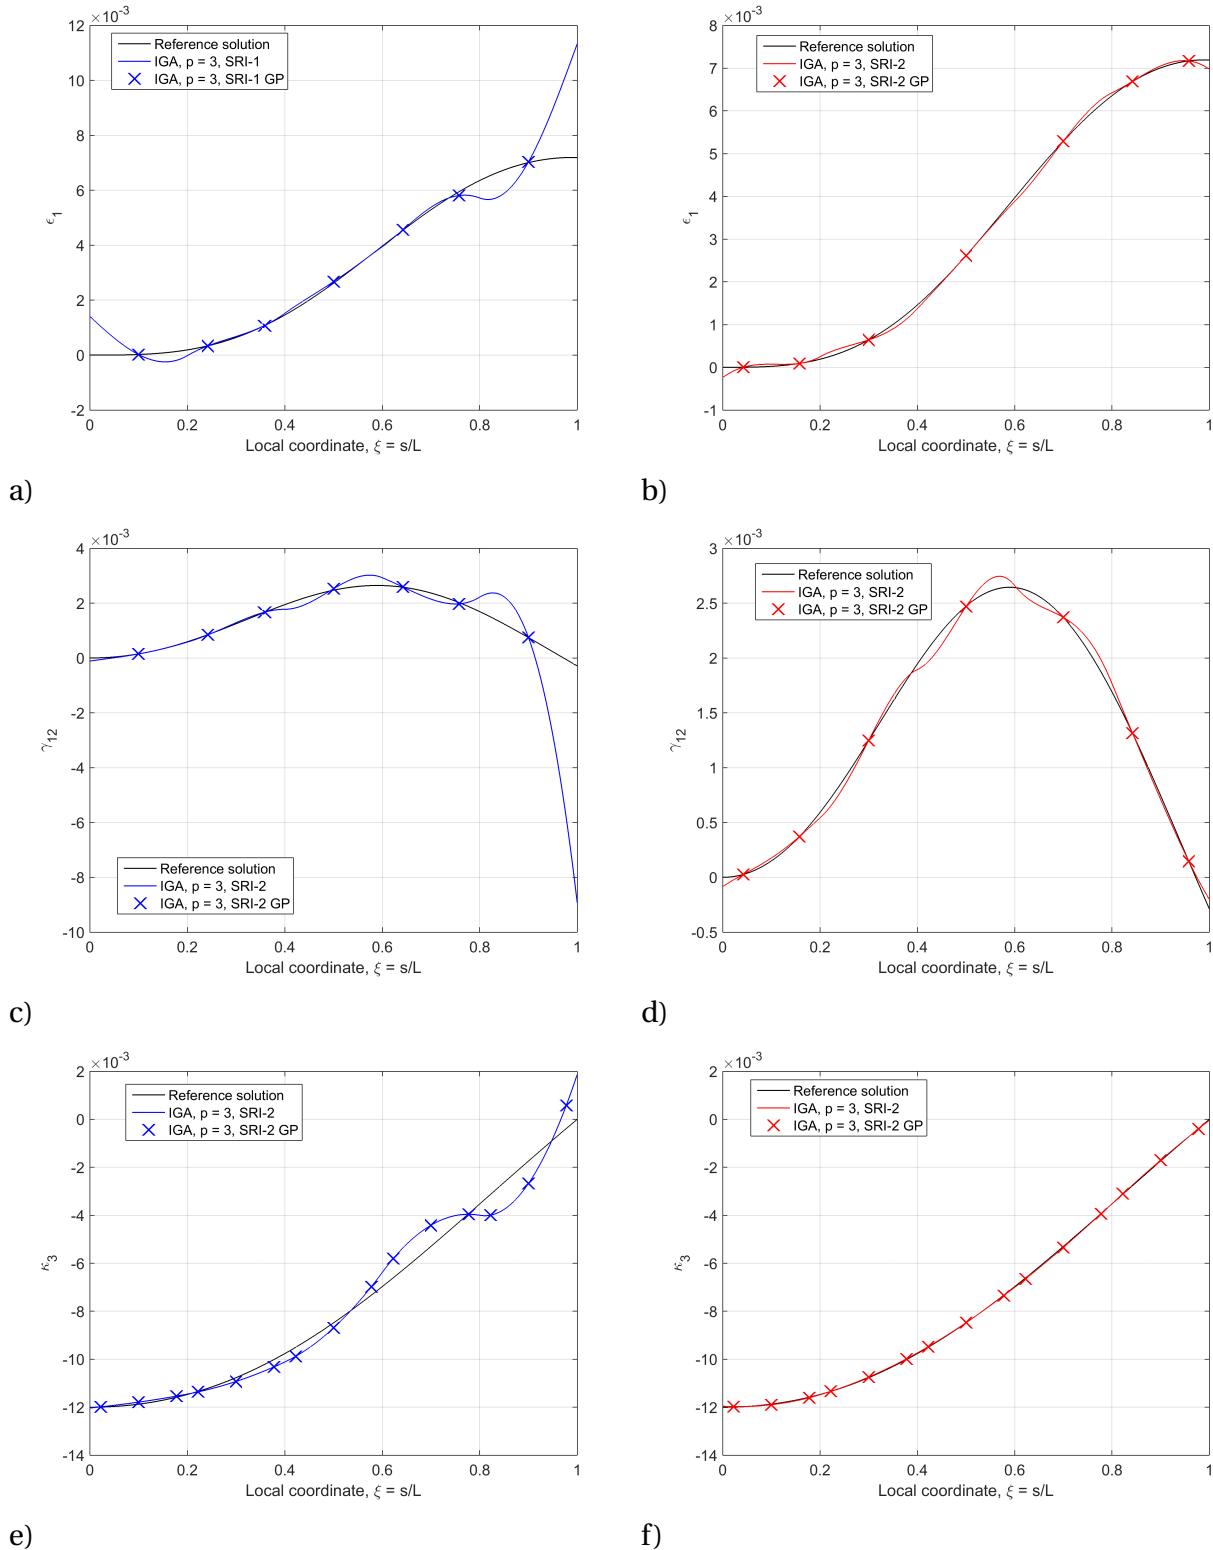 ×10-3
12
10
8
6
4
2
0
-2
ϵ1
Reference solution
IGA, p = 3, SRI-1
IGA, p = 3, SRI-1 GP
0 0.2 0.4 0.6 0.8 1
Local coordinate, ξ = s/L
a)
×10-3
8
7
6
5
4
3
2
1
0
-1
ϵ1
Reference solution
IGA, p = 3, SRI-2
IGA, p = 3, SRI-2 GP
0 0.2 0.4 0.6 0.8 1
Local coordinate, ξ = s/L
b)
×10-3
4
2
0
-2
-4
-6
-8
-10
γ12
Reference solution
IGA, p = 3, SRI-2
IGA, p = 3, SRI-2 GP
0 0.2 0.4 0.6 0.8 1
Local coordinate, ξ = s/L
c)
×10-3
3
2.5
2
1.5
1
0.5
0
-0.5
γ12
Reference solution
IGA, p = 3, SRI-2
IGA, p = 3, SRI-2 GP
0 0.2 0.4 0.6 0.8 1
Local coordinate, ξ = s/L
d)
×10-3
2
0
-2
-4
-6
-8
-10
-12
-14
κ3
Reference solution
IGA, p = 3, SRI-2
IGA, p = 3, SRI-2 GP
0 0.2 0.4 0.6 0.8 1
Local coordinate, ξ = s/L
e)
×10-3
2
0
-2
-4
-6
-8
-10
-12
-14
κ3
Reference solution
IGA, p = 3, SRI-2
IGA, p = 3, SRI-2 GP
0 0.2 0.4 0.6 0.8 1
Local coordinate, ξ = s/L
f)